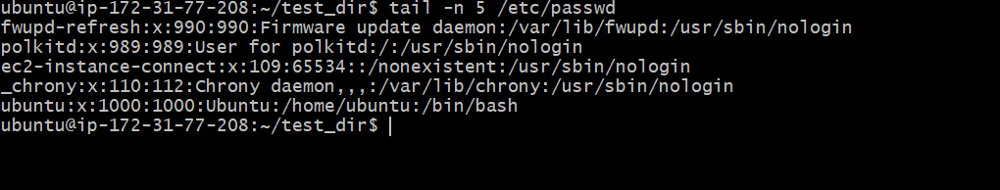 ubuntu@ip-172-31-77-208:~/test_dir$ tail -n 5 /etc/passwd
fwupd-refresh:x:990:990:Firmware update daemon:/var/lib/fwupd:/usr/sbin/nologin
polkitd:x:989:989:User for polkitd:/:/usr/sbin/nologin
ec2-instance-connect:x:109:65534::/nonexistent:/usr/sbin/nologin
_chrony:x:110:112:Chrony daemon,,,:/var/lib/chrony:/usr/sbin/nologin
ubuntu:x:1000:1000:Ubuntu:/home/ubuntu:/bin/bash
ubuntu@ip-172-31-77-208:~/test_dir$